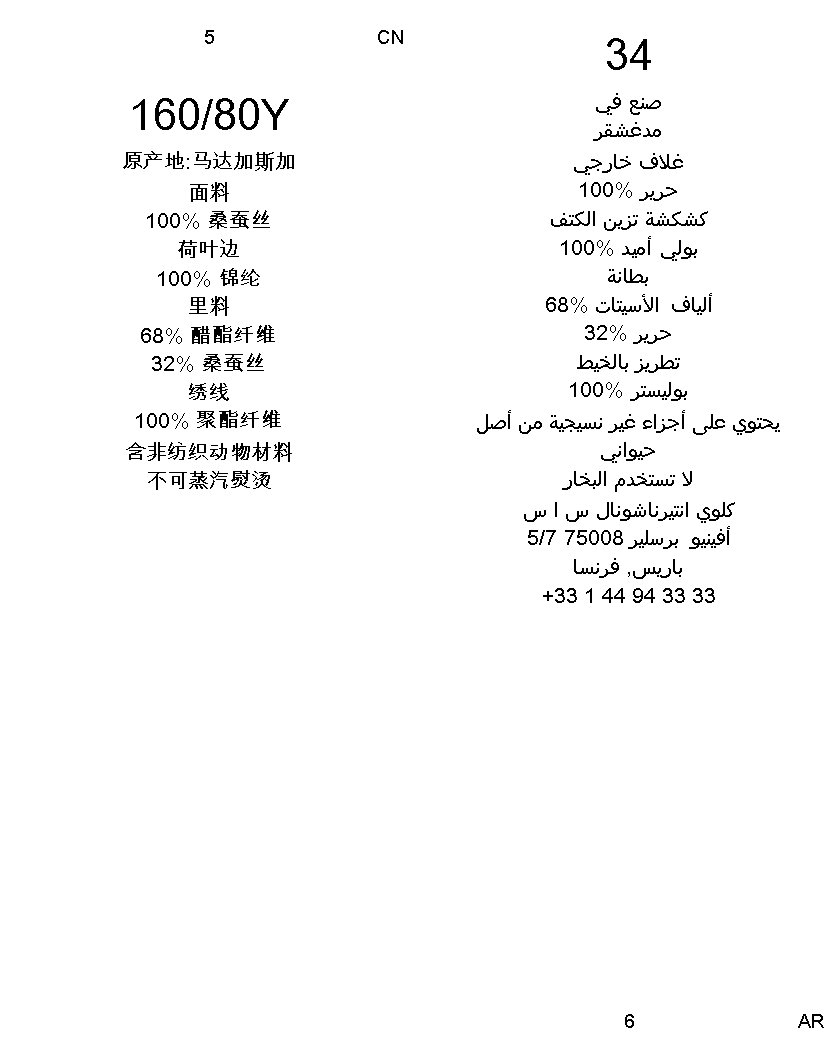 5
CN
160/80Y
原产地:马达加斯加
面料
100% 桑蚕丝
荷叶边
100% 锦纶
里料
68% 醋酯纤维
32% 桑蚕丝
绣线
100% 聚酯纤维
含非纺织动物材料
不可蒸汽熨烫
34
صنع في
مدغشقر
غلاف خارجي
100% حرير
كشكشة تزين الكتف
100% بولي أميد
بطانة
68% ألياف الأسيتات
32% حرير
تطريز بالخيط
100% بوليستر
يحتوي على أجزاء غير نسيجية من أصل
حيواني
لا تستخدم البخار
كلوي انتيرناشونال س ا س
5/7 75008 أفينيو برسلير
باريس, فرنسا
+33 1 44 94 33 33
6
AR